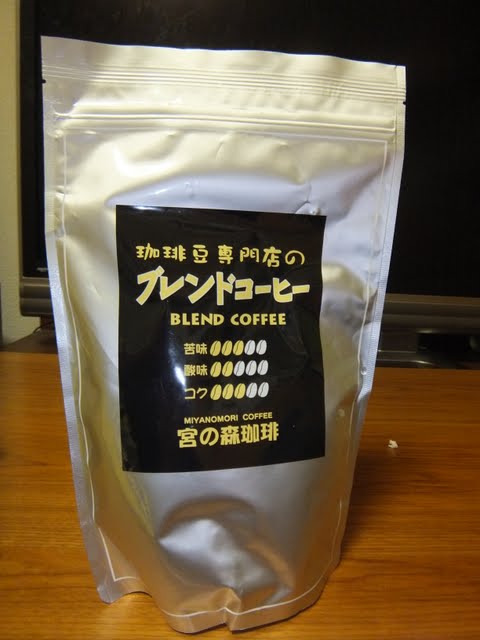 珈琲豆専門店の
ブレンドコーヒー
BLEND COFFEE
苦味
酸味
コク
MIYANOMORI COFFEE
宮の森珈琲